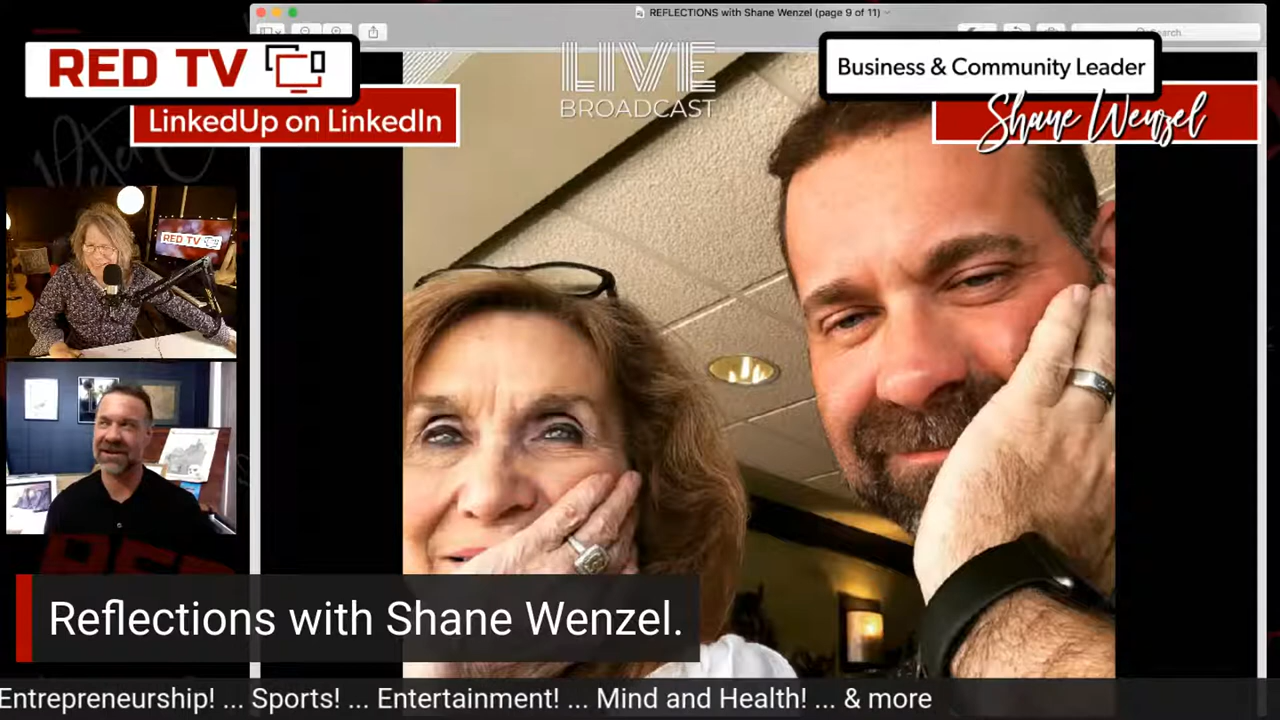 REFLECTIONS with Shane Wenzel (page 9 of 11)
Search
RED TV
LinkedUp on LinkedIn
LIVE
BROADCAST
Business & Community Leader
Shane Wenzel
RED TV
Reflections with Shane Wenzel.
Entrepreneurship! ... Sports! ... Entertainment! ... Mind and Health! ... & more